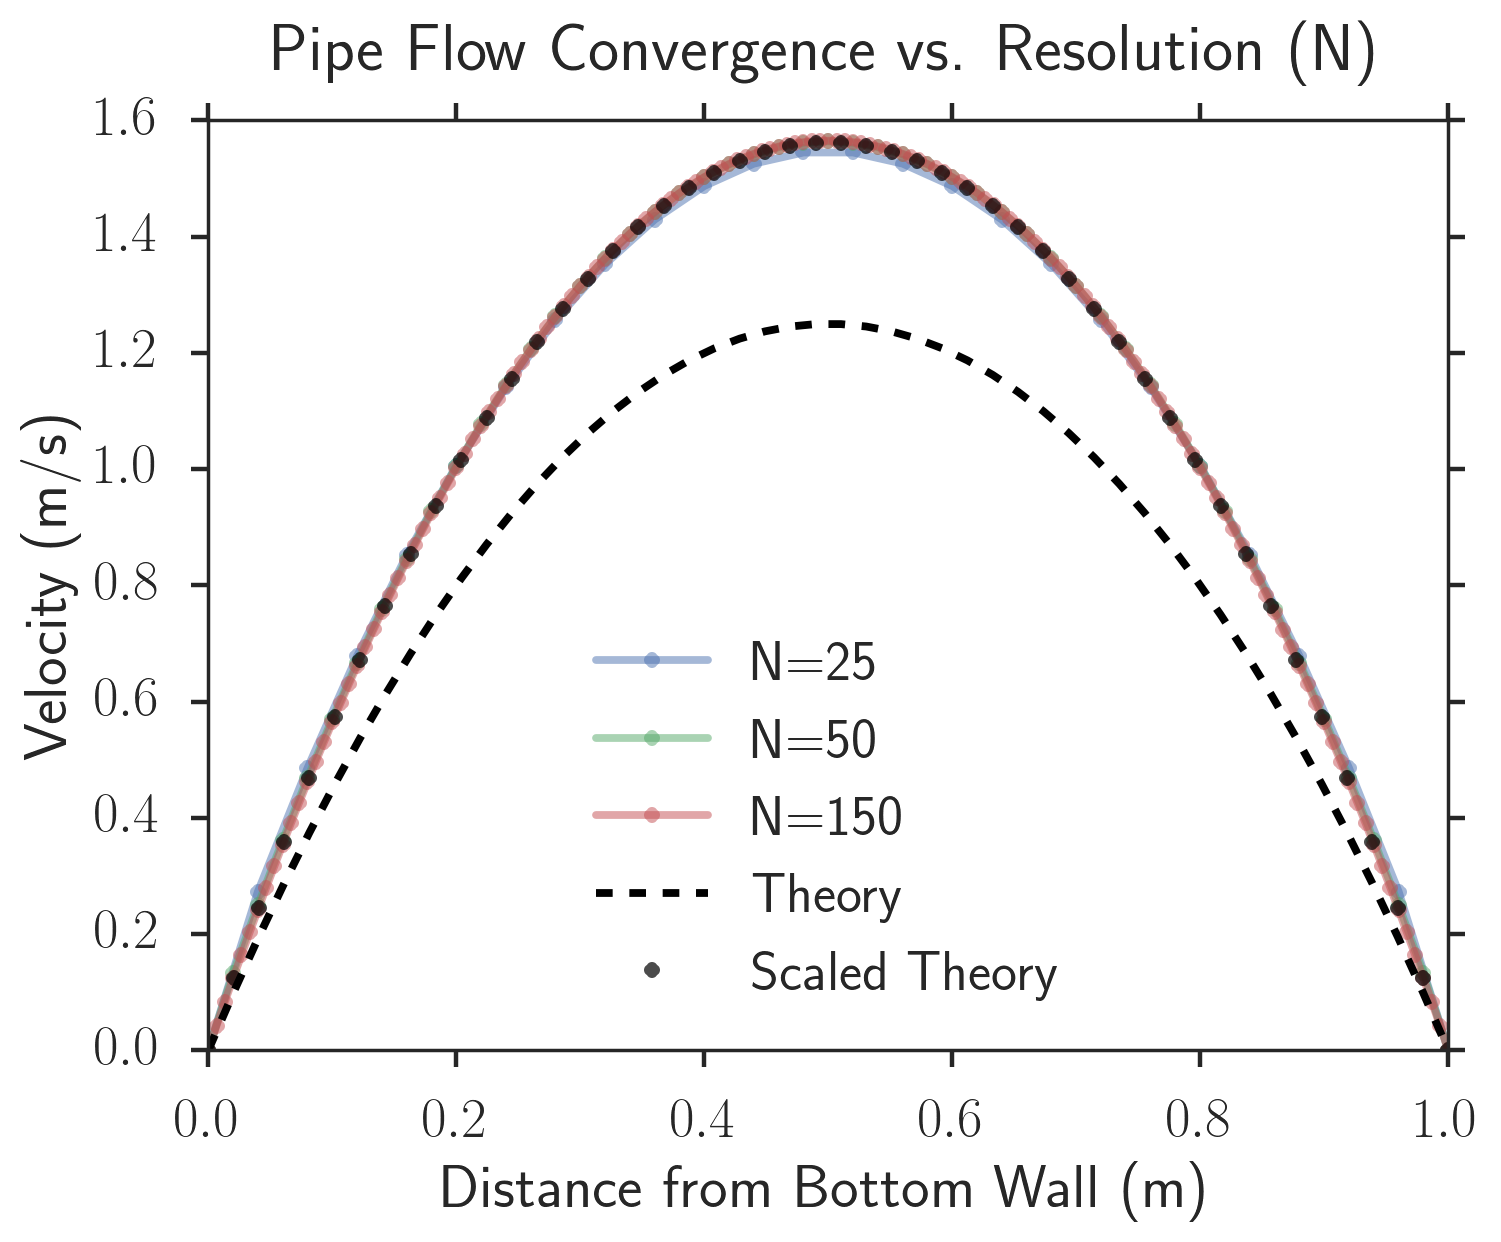 Pipe Flow Convergence vs. Resolution (N)
1.6
1.4
1.2
1.0
0.8
0.6
0.4
0.2
0.0
Velocity (m/s)
N=25
N=50
N=150
Theory
Scaled Theory
0.0 0.2 0.4 0.6 0.8 1.0
Distance from Bottom Wall (m)